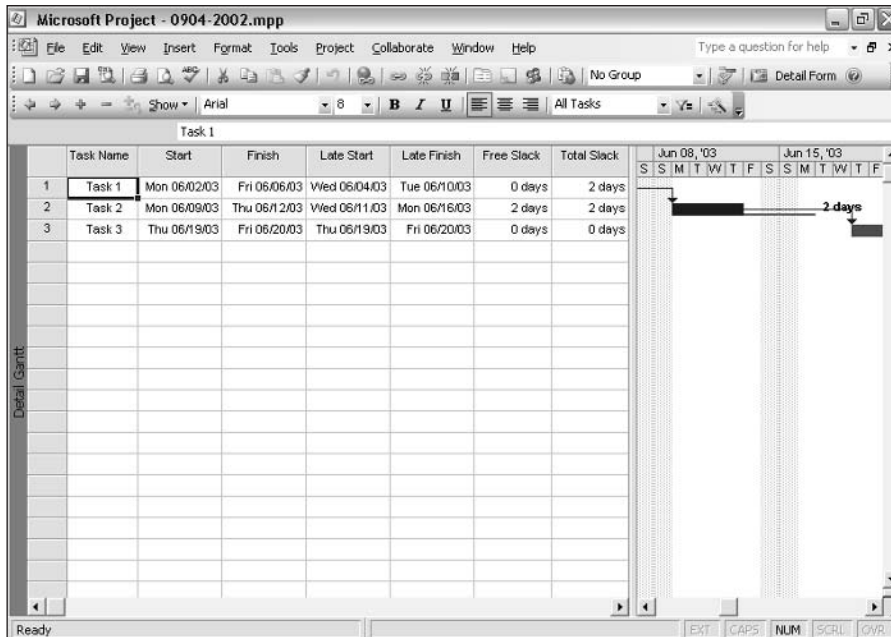 Microsoft Project - 0904-2002.mpp
File Edit View Insert Format Tools Project Collaborate Window Help Type a question for help
No Group Detail Form
Show Arial 8 B I U All Tasks
Task 1
Task Name Start Finish Late Start Late Finish Free Slack Total Slack Jun 08, '03 Jun 15, '03
S S M T W T F S S M T W T F
1 Task 1 Mon 06/02/03 Fri 06/06/03 Wed 06/04/03 Tue 06/10/03 0 days 2 days
2 Task 2 Mon 06/09/03 Thu 06/12/03 Wed 06/11/03 Mon 06/16/03 2 days 2 days 2 days
3 Task 3 Thu 06/19/03 Fri 06/20/03 Thu 06/19/03 Fri 06/20/03 0 days 0 days
Detail Gantt
Ready EXT CAPS NUM SCRL OVR